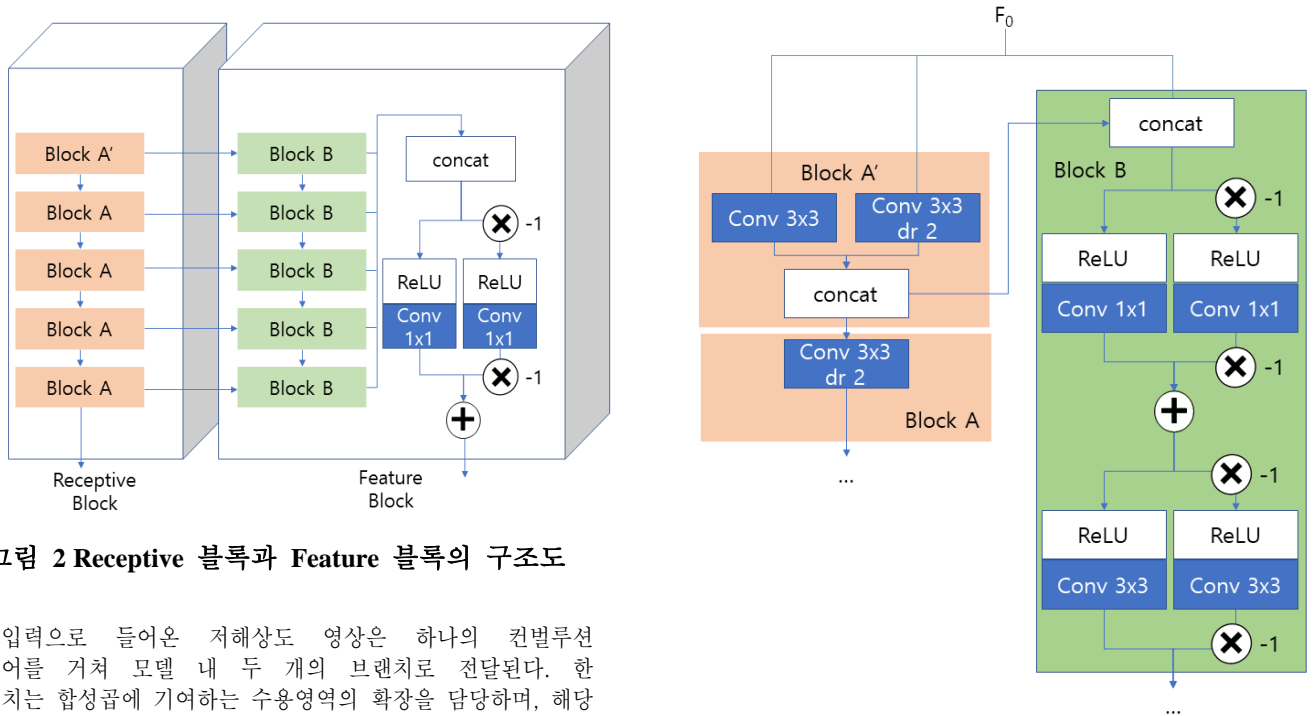 Block A'
Block A
Block A
Block A
Block A
Block B
Block B
Block B
Block B
Block B
concat
-1
ReLU
ReLU
Conv
1x1
Conv
1x1
-1
Receptive
Block
Feature
Block
2 Receptive 블록과 Feature 블록의 구조도
입력으로 들어온 저해상도 영상은 하나의 컨벌루션
어를 거쳐 모델 내 두 개의 브랜치로 전달된다. 한
치는 합성곱에 기여하는 수용영역의 확장을 담당하며, 해당
F0
Block A'
Conv 3x3
Conv 3x3
dr 2
concat
Conv 3x3
dr 2
Block A
...
concat
Block B
-1
ReLU
ReLU
Conv 1x1
Conv 1x1
-1
-1
ReLU
ReLU
Conv 3x3
Conv 3x3
-1
...